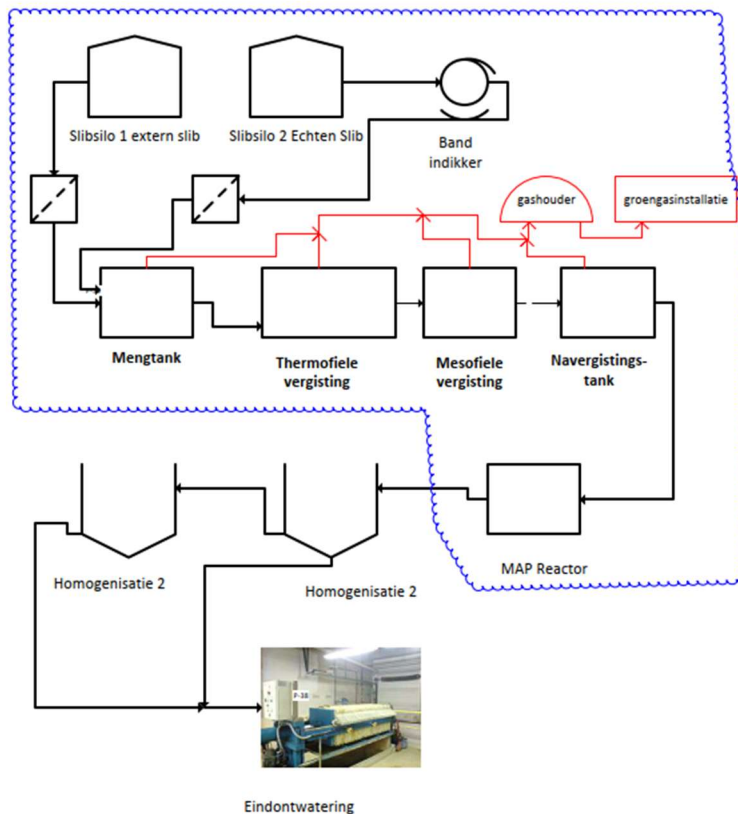 Slibsilo 1 extern slib
Slibsilo 2 Echten Slib
Band
indikker
gashouder
groengasinstallatie
Mengtank
Thermofiele
vergisting
Mesofiele
vergisting
Navergistings-
tank
MAP Reactor
Homogenisatie 2
Homogenisatie 2
P-38
Eindontwatering